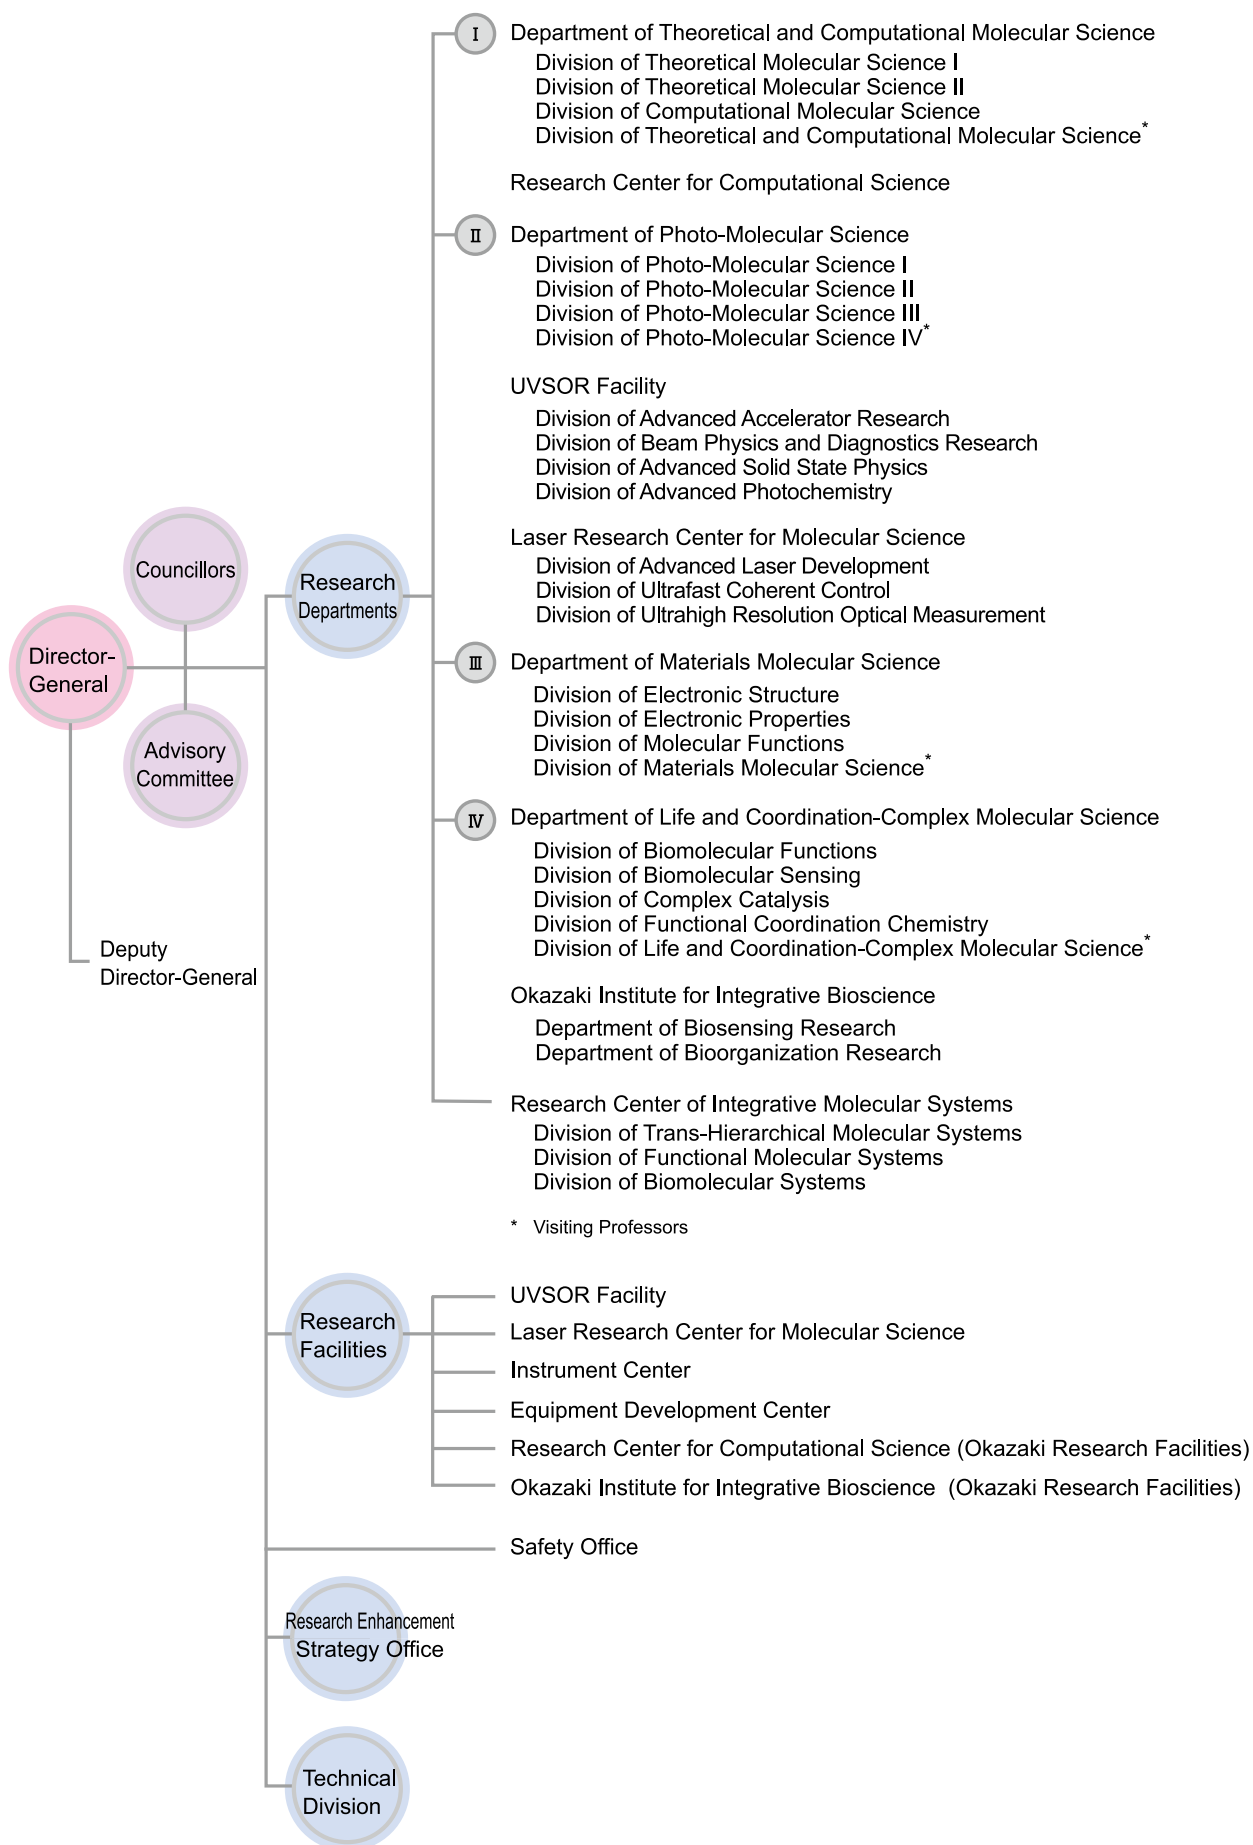 Director-
General
Deputy
Director-General
Councillors
Advisory
Committee
Research
Departments
I
Department of Theoretical and Computational Molecular Science
Division of Theoretical Molecular Science I
Division of Theoretical Molecular Science II
Division of Computational Molecular Science
Division of Theoretical and Computational Molecular Science*
Research Center for Computational Science
II
Department of Photo-Molecular Science
Division of Photo-Molecular Science I
Division of Photo-Molecular Science II
Division of Photo-Molecular Science III
Division of Photo-Molecular Science IV*
UVSOR Facility
Division of Advanced Accelerator Research
Division of Beam Physics and Diagnostics Research
Division of Advanced Solid State Physics
Division of Advanced Photochemistry
Laser Research Center for Molecular Science
Division of Advanced Laser Development
Division of Ultrafast Coherent Control
Division of Ultrahigh Resolution Optical Measurement
III
Department of Materials Molecular Science
Division of Electronic Structure
Division of Electronic Properties
Division of Molecular Functions
Division of Materials Molecular Science*
IV
Department of Life and Coordination-Complex Molecular Science
Division of Biomolecular Functions
Division of Biomolecular Sensing
Division of Complex Catalysis
Division of Functional Coordination Chemistry
Division of Life and Coordination-Complex Molecular Science*
Okazaki Institute for Integrative Bioscience
Department of Biosensing Research
Department of Bioorganization Research
Research Center of Integrative Molecular Systems
Division of Trans-Hierarchical Molecular Systems
Division of Functional Molecular Systems
Division of Biomolecular Systems
* Visiting Professors
Research
Facilities
UVSOR Facility
Laser Research Center for Molecular Science
Instrument Center
Equipment Development Center
Research Center for Computational Science (Okazaki Research Facilities)
Okazaki Institute for Integrative Bioscience (Okazaki Research Facilities)
Safety Office
Research Enhancement
Strategy Office
Technical
Division